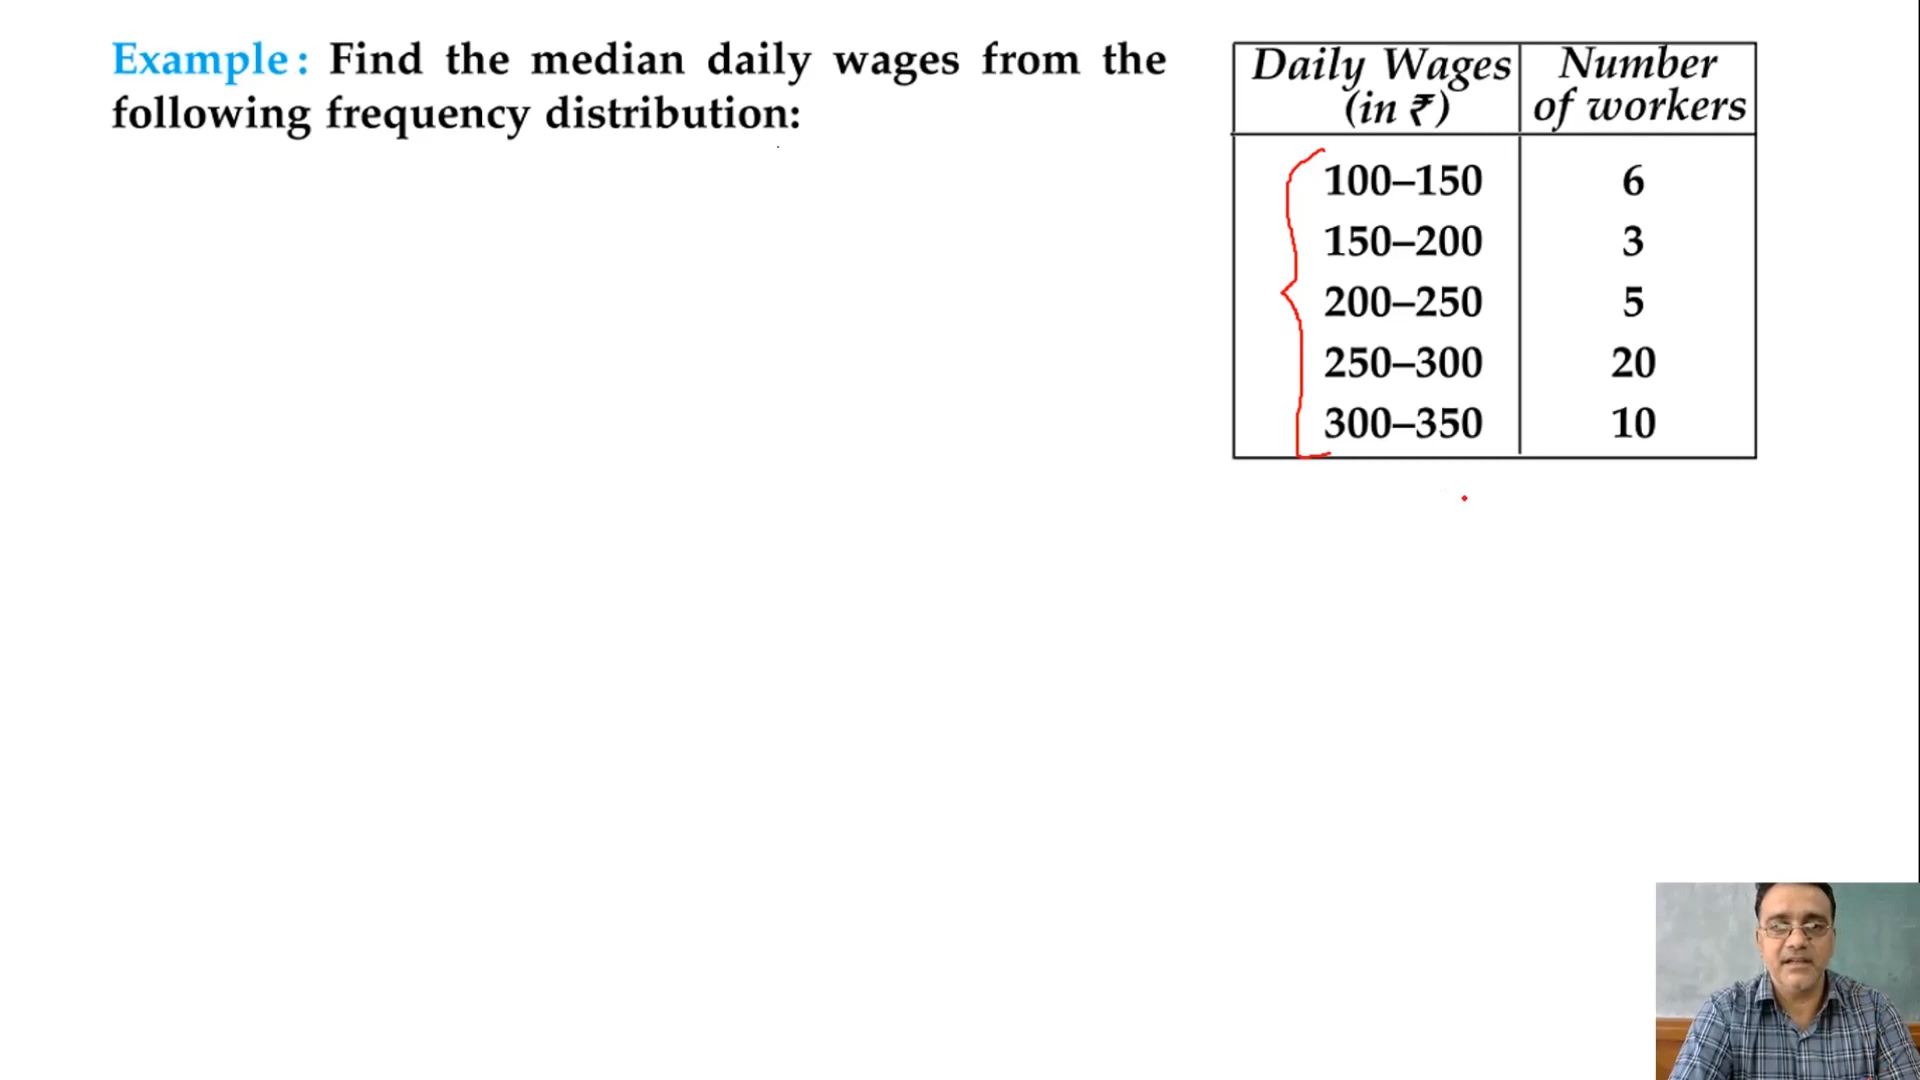 Example: Find the median daily wages from the
following frequency distribution:
Daily Wages (in ₹) Number of workers
100–150 6
150–200 3
200–250 5
250–300 20
300–350 10